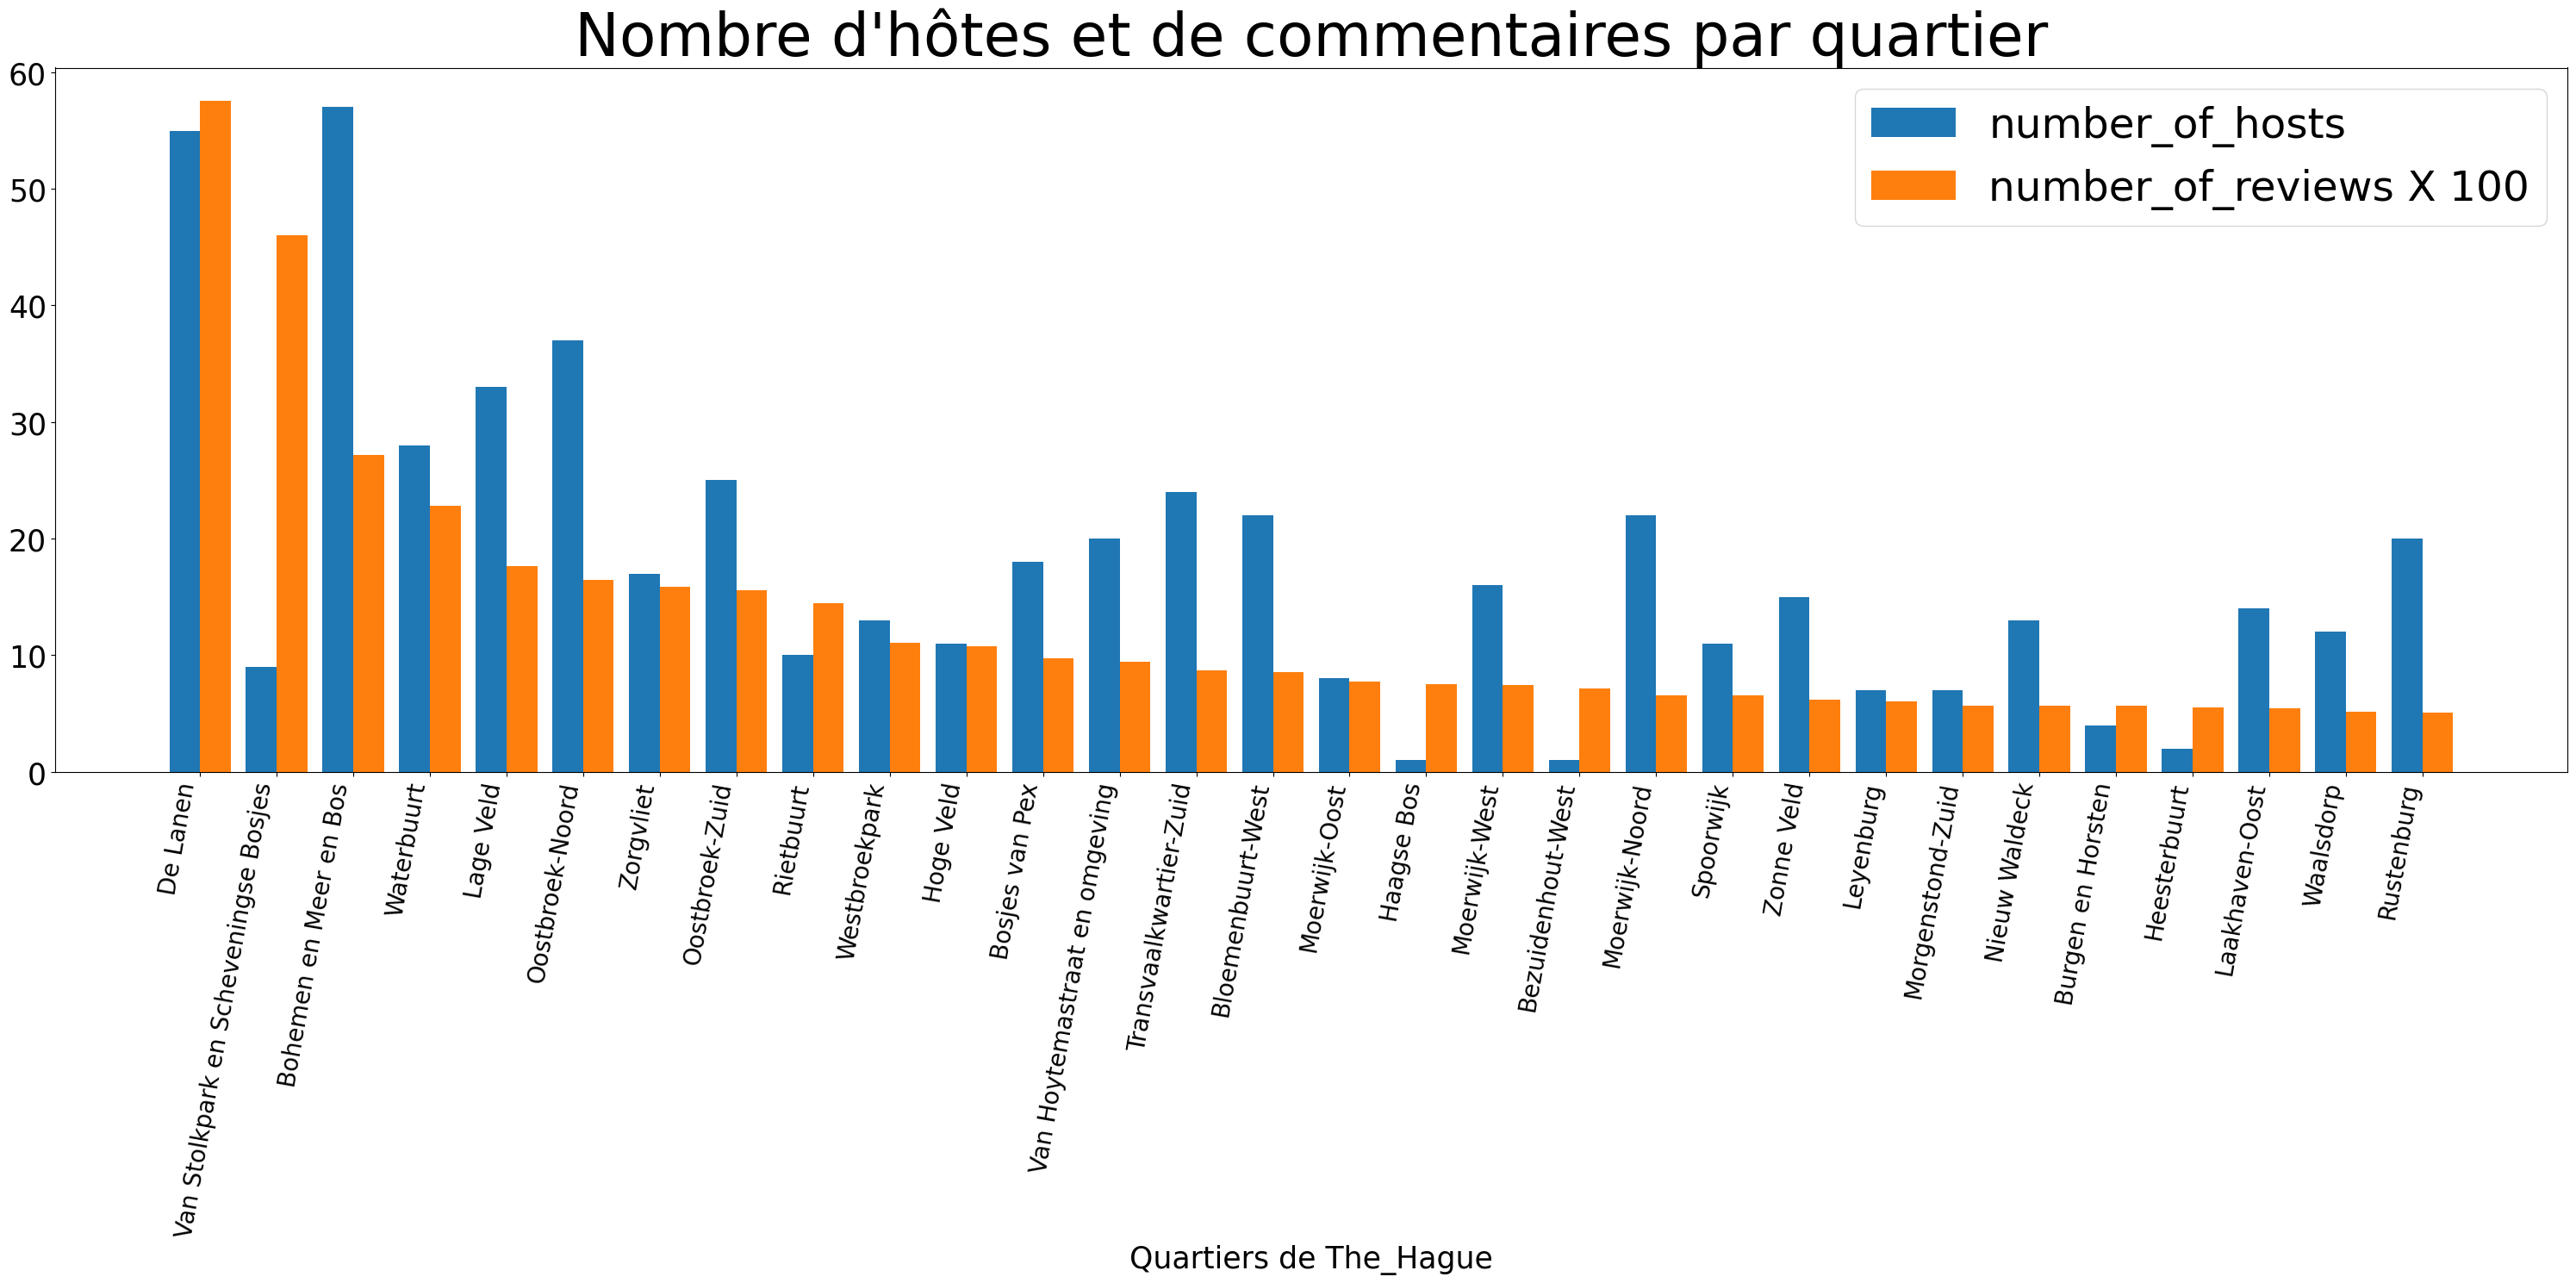 Nombre d'hôtes et de commentaires par quartier
60
50
40
30
20
10
0
number_of_hosts
number_of_reviews X 100
De Lanen
Van Stolkpark en Scheveningse Bosjes
Bohemen en Meer en Bos
Waterbuurt
Lage Veld
Oostbroek-Noord
Zorgvliet
Oostbroek-Zuid
Rietbuurt
Westbroekpark
Hoge Veld
Bosjes van Pex
Van Hoytemastraat en omgeving
Transvaalkwartier-Zuid
Bloemenbuurt-West
Moerwijk-Oost
Haagse Bos
Moerwijk-West
Bezuidenhout-West
Moerwijk-Noord
Spoorwijk
Zonne Veld
Leyenburg
Morgenstond-Zuid
Nieuw Waldeck
Burgen en Horsten
Heesterbuurt
Laakhaven-Oost
Waalsdorp
Rustenburg
Quartiers de The_Hague